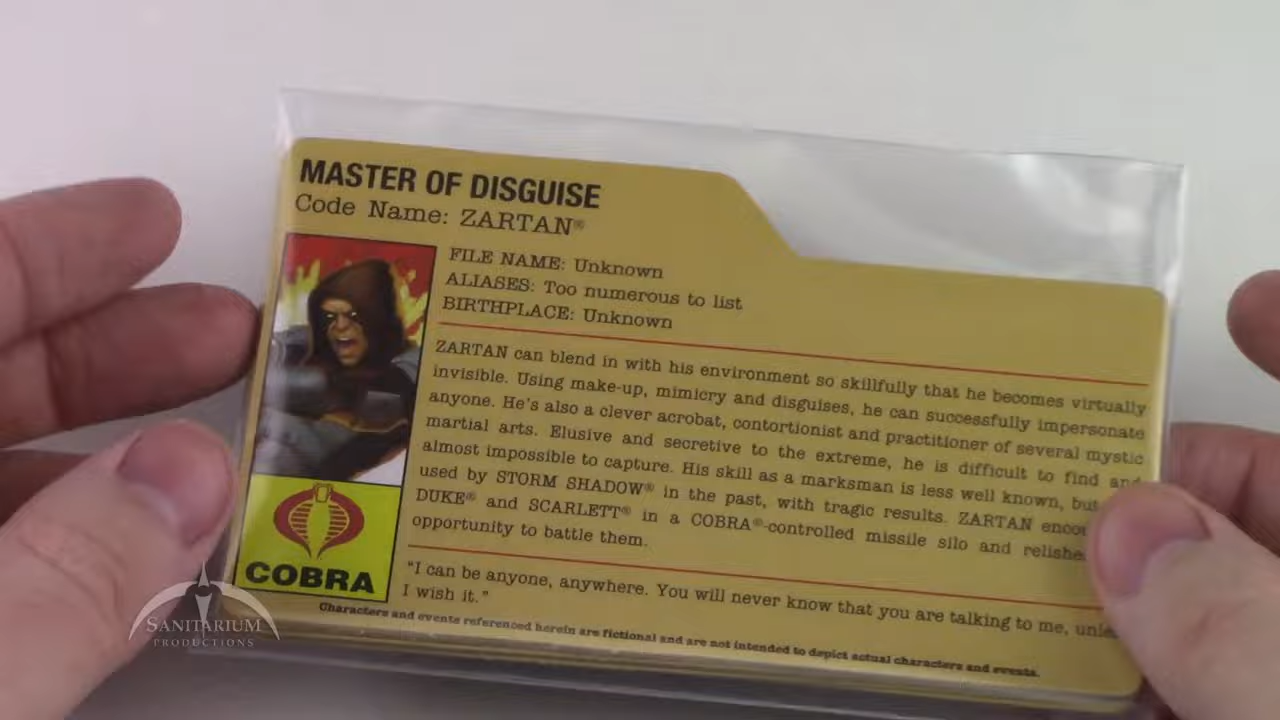 MASTER OF DISGUISE
Code Name: ZARTAN®
FILE NAME: Unknown
ALIASES: Too numerous to list
BIRTHPLACE: Unknown
ZARTAN can blend in with his environment so skillfully that he becomes virtually
invisible. Using make-up, mimicry and disguises, he can successfully impersonate
anyone. He's also a clever acrobat, contortionist and practitioner of several mystic
martial arts. Elusive and secretive to the extreme, he is difficult to find and
almost impossible to capture. His skill as a marksman is less well known, but
used by STORM SHADOW® in the past, with tragic results. ZARTAN
DUKE® and SCARLETT® in a COBRA®-controlled missile silo and
opportunity to battle them.
"I can be anyone, anywhere. You will never know that you are talking to me,
I wish it."
Characters and events referenced herein are fictional and are not intended to depict actual characters and events.
COBRA
SANITARIUM
PRODUCTIONS